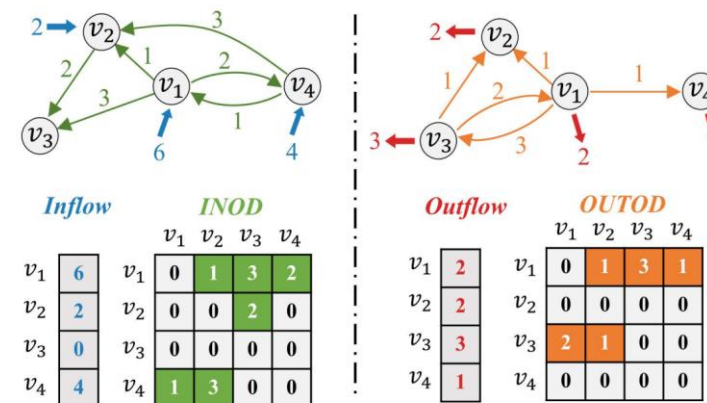 2
v₂
3
2
1
2
v₁
v₄
3
1
v₃
6
4
Inflow
INOD
v₁ v₂ v₃ v₄
v₁ 6 v₁ 0 1 3 2
v₂ 2 v₂ 0 0 2 0
v₃ 0 v₃ 0 0 0 0
v₄ 4 v₄ 1 3 0 0
2
v₂
1
1
2
v₁
1
v₄
3
v₃
3
2
Outflow
OUTOD
v₁ v₂ v₃ v₄
v₁ 2 v₁ 0 1 3 1
v₂ 2 v₂ 0 0 0 0
v₃ 3 v₃ 2 1 0 0
v₄ 1 v₄ 0 0 0 0